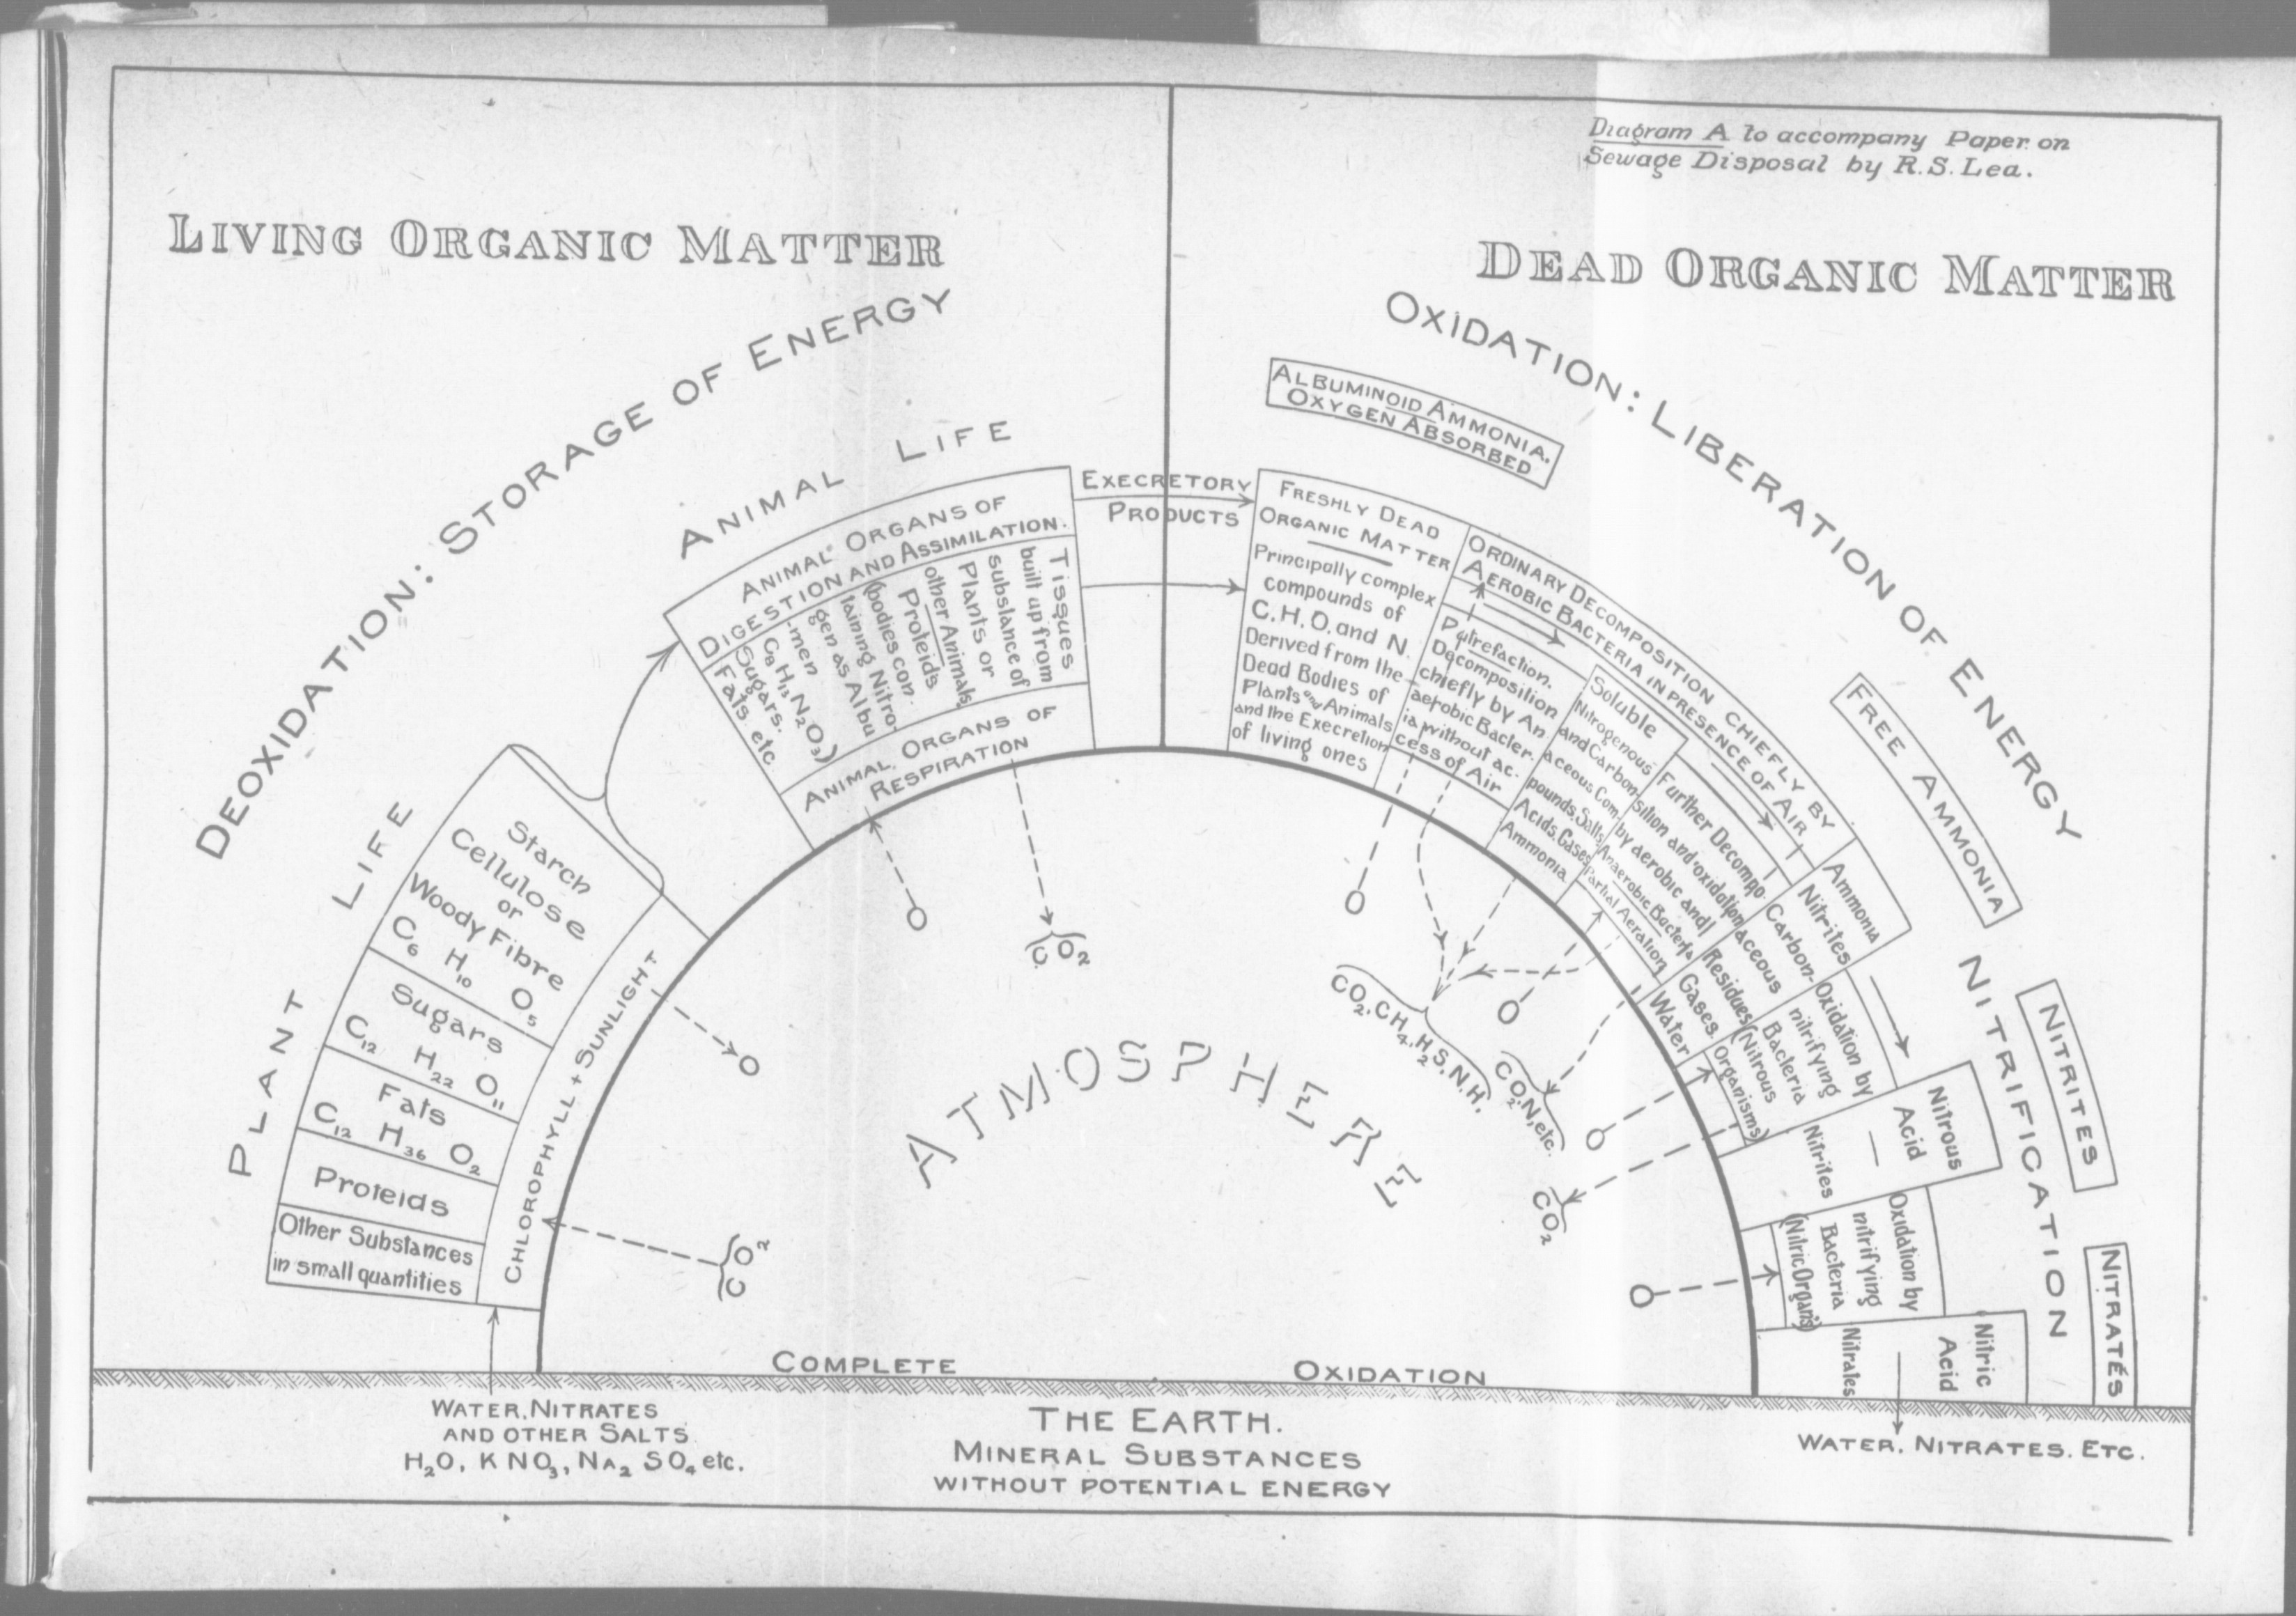 Diagram A to accompany Paper on
Sewage Disposal by R.S. Lea.
LIVING ORGANIC MATTER
DEAD ORGANIC MATTER
DEOXIDATION: STORAGE OF ENERGY
OXIDATION: LIBERATION OF ENERGY
PLANT LIFE
Starch
Cellulose
or
Woody Fibre
C6 H10 O5
Sugars
C12 H22 O11
Fats
C12 H36 O2
Proteids
Other Substances
in small quantities
CHLOROPHYLL + SUNLIGHT
ANIMAL LIFE
ANIMAL ORGANS OF
DIGESTION AND ASSIMILATION.
Tissues
built up from
substance of
Plants or
other Animals
Proteids
(bodies con-
taining Nitro-
gen as Albu
-men
C8 H13 N2 O3)
Sugars.
Fats. etc.
ANIMAL ORGANS OF
RESPIRATION
EXECRETORY
PRODUCTS
ALBUMINOID AMMONIA.
OXYGEN ABSORBED
FRESHLY DEAD
ORGANIC MATTER
Principally complex
compounds of
C. H. O. and N.
Derived from the
Dead Bodies of
Plants and Animals
and the Execretion
of living ones
ORDINARY DECOMPOSITION CHIEFLY BY
AEROBIC BACTERIA IN PRESENCE OF AIR
Putrefaction.
Decomposition
chiefly by An
aerobic Bacter-
ia without ac-
cess of Air
Soluble
Nitrogenous
and Carbon-
aceous Com-
pounds. Salts
Acids. Gases
Ammonia
Further Decompo-
sition and oxidation
by aerobic and
Anaerobic Bacteria
Partial Aeration
Ammonia
Nitrites
Carbon-
aceous
Residues
Gases.
Water
FREE AMMONIA
Oxidation by
nitrifying
Bacteria
(Nitrous
Organisms)
Nitrous
Acid
—
Nitrites
NITRIFICATION
NITRITES
Oxidation by
nitrifying
Bacteria
(Nitric Organs)
Nitric
Acid
Nitrates
NITRATES
O
CO2
O
O
CO2
O
CO2, CH4, H2S, N.H.
O
CO2 N, etc.
O
CO2
O
ATMOSPHERE
COMPLETE OXIDATION
WATER, NITRATES
AND OTHER SALTS
H2O, KNO3, NA2 SO4 etc.
THE EARTH.
MINERAL SUBSTANCES
WITHOUT POTENTIAL ENERGY
WATER, NITRATES. ETC.